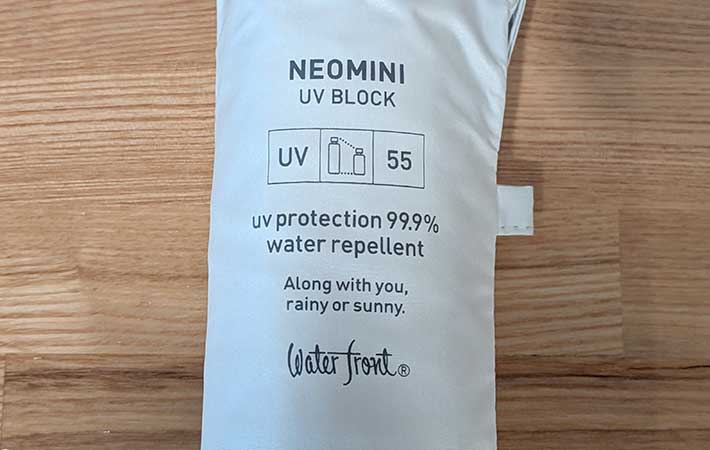 NEOMINI
UV BLOCK
UV 55
uv protection 99.9%
water repellent
Along with you,
rainy or sunny.
Water front®